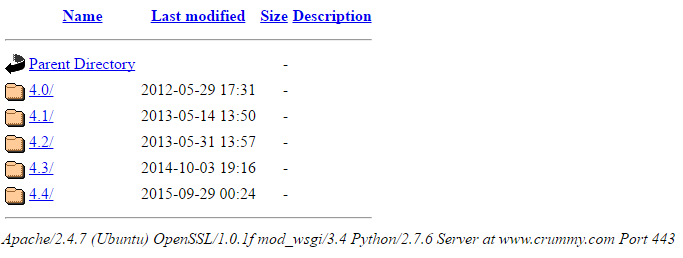 Name Last modified Size Description
Parent Directory -
4.0/ 2012-05-29 17:31 -
4.1/ 2013-05-14 13:50 -
4.2/ 2013-05-31 13:57 -
4.3/ 2014-10-03 19:16 -
4.4/ 2015-09-29 00:24 -
Apache/2.4.7 (Ubuntu) OpenSSL/1.0.1f mod_wsgi/3.4 Python/2.7.6 Server at www.crummy.com Port 443